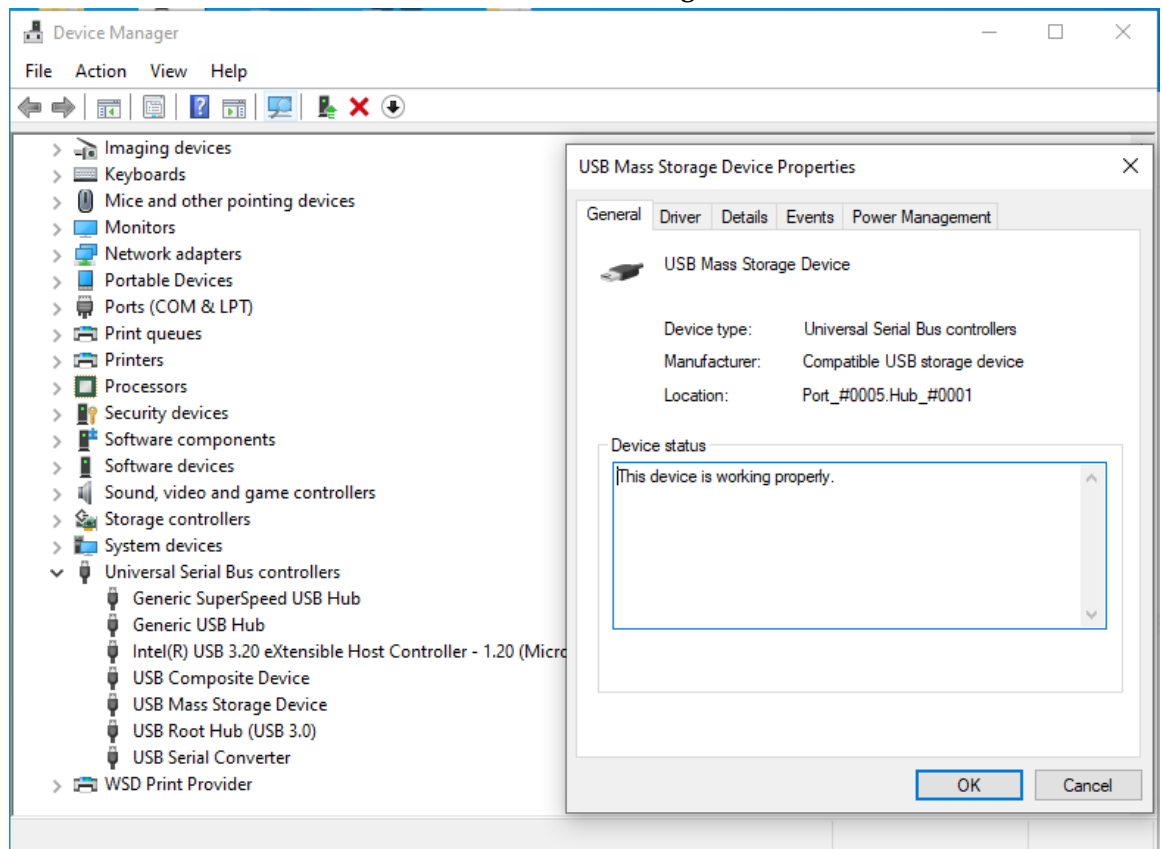 Device Manager
File Action View Help
Imaging devices
Keyboards
Mice and other pointing devices
Monitors
Network adapters
Portable Devices
Ports (COM & LPT)
Print queues
Printers
Processors
Security devices
Software components
Software devices
Sound, video and game controllers
Storage controllers
System devices
Universal Serial Bus controllers
Generic SuperSpeed USB Hub
Generic USB Hub
Intel(R) USB 3.20 eXtensible Host Controller - 1.20 (Micro
USB Composite Device
USB Mass Storage Device
USB Root Hub (USB 3.0)
USB Serial Converter
WSD Print Provider
USB Mass Storage Device Properties
General Driver Details Events Power Management
USB Mass Storage Device
Device type: Universal Serial Bus controllers
Manufacturer: Compatible USB storage device
Location: Port_#0005.Hub_#0001
Device status
This device is working properly.
OK Cancel